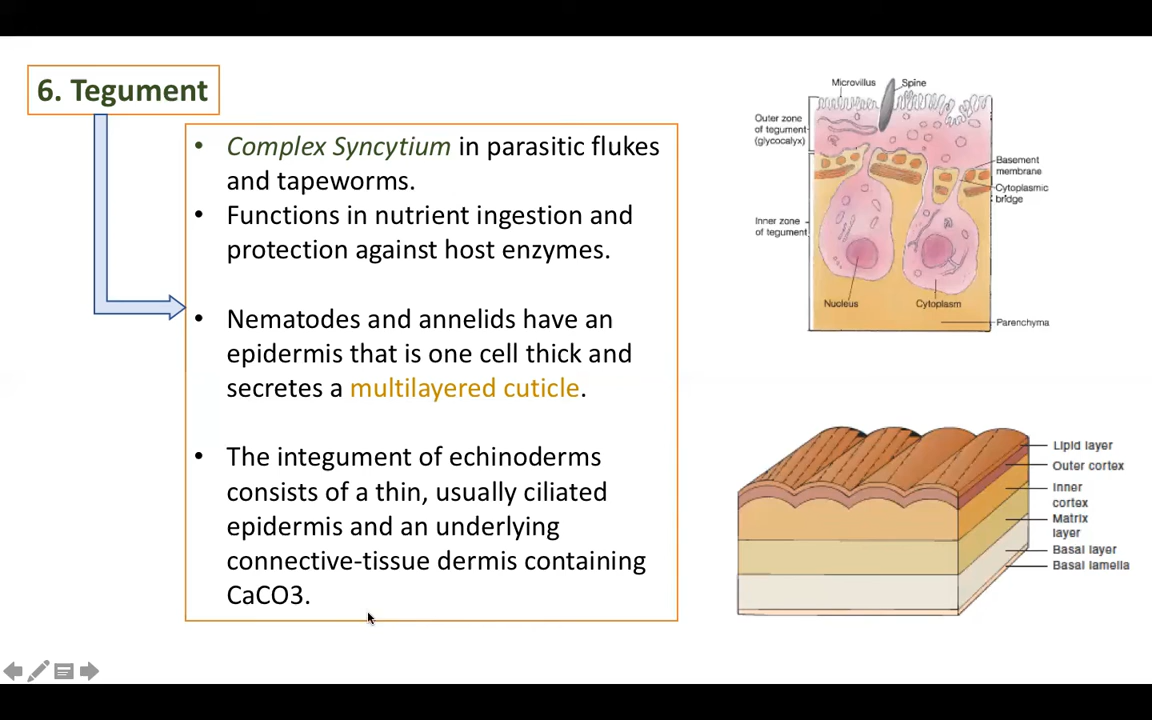 6. Tegument
• Complex Syncytium in parasitic flukes
and tapeworms.
• Functions in nutrient ingestion and
protection against host enzymes.
• Nematodes and annelids have an
epidermis that is one cell thick and
secretes a multilayered cuticle.
• The integument of echinoderms
consists of a thin, usually ciliated
epidermis and an underlying
connective-tissue dermis containing
CaCO3.
Microvillus
Spine
Outer zone
of tegument
(glycocalyx)
Basement
membrane
Cytoplasmic
bridge
Inner zone
of tegument
Nucleus
Cytoplasm
Parenchyma
Lipid layer
Outer cortex
Inner
cortex
Matrix
layer
Basal layer
Basal lamella